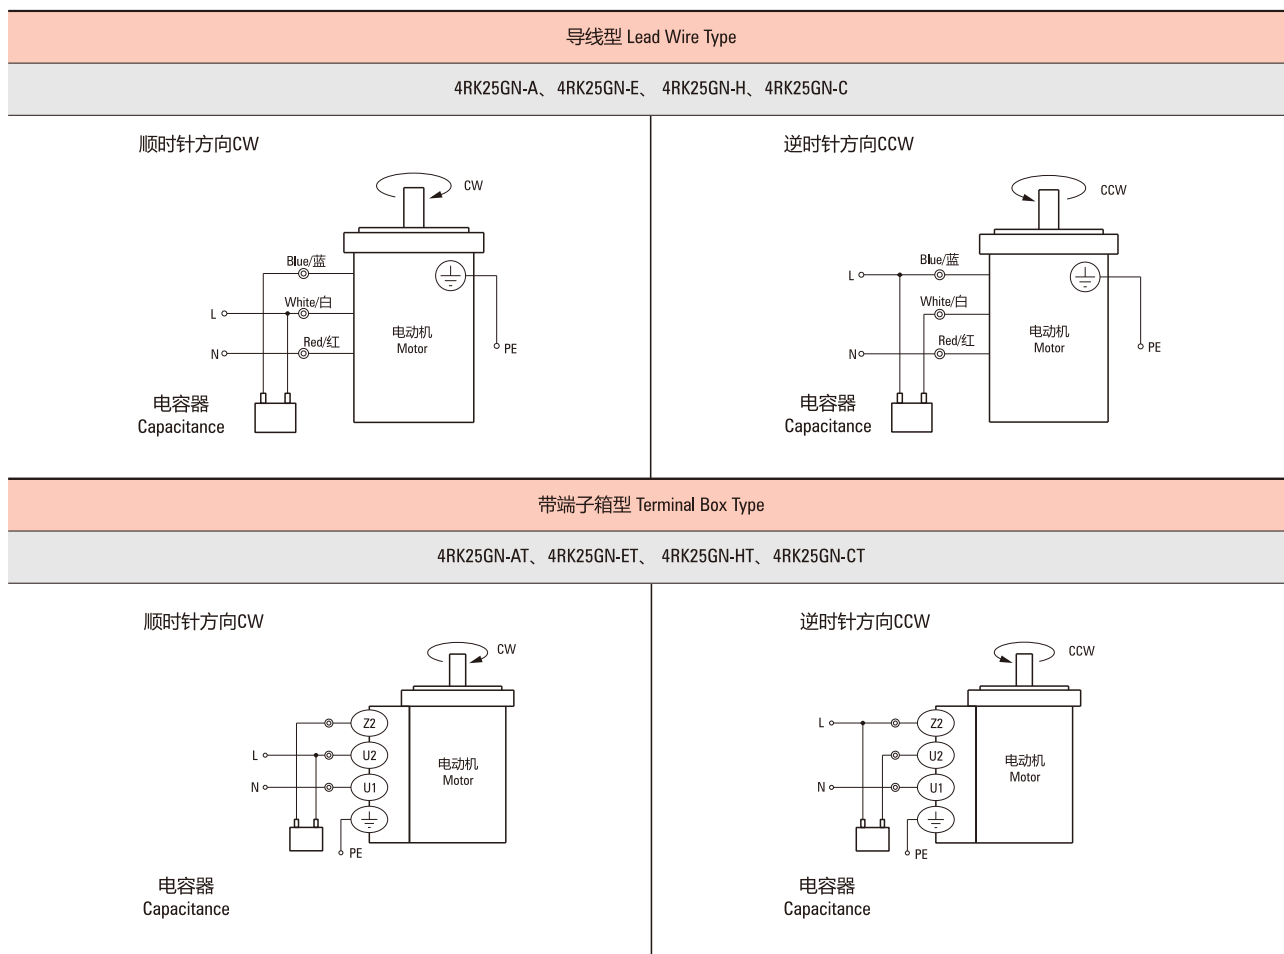 导线型 Lead Wire Type
4RK25GN-A、4RK25GN-E、 4RK25GN-H、4RK25GN-C
顺时针方向CW
CW
Blue/蓝
White/白
L
Red/红
N
电动机
Motor
PE
电容器
Capacitance
逆时针方向CCW
CCW
Blue/蓝
L
White/白
Red/红
N
电动机
Motor
PE
电容器
Capacitance
带端子箱型 Terminal Box Type
4RK25GN-AT、4RK25GN-ET、 4RK25GN-HT、4RK25GN-CT
顺时针方向CW
CW
Z2
L
U2
N
U1
电动机
Motor
PE
电容器
Capacitance
逆时针方向CCW
CCW
L
Z2
U2
N
U1
电动机
Motor
PE
电容器
Capacitance